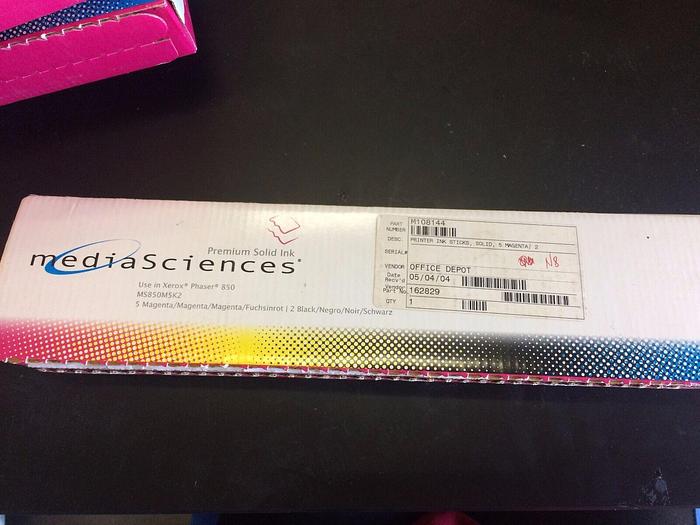 Premium Solid Ink
mediaSciences
Use in Xerox® Phaser® 850
MS850M5K2
5 Magenta/Magenta/Magenta/Fuchsinrot | 2 Black/Negro/Noir/Schwarz
PART NUMBER M108144
DESC. PRINTER INK STICKS, SOLID, 5 MAGENTA/ 2
SERIAL#
N8
VENDOR OFFICE DEPOT
Date Recv'd 05/04/04
Vendor Part No. 162829
QTY 1